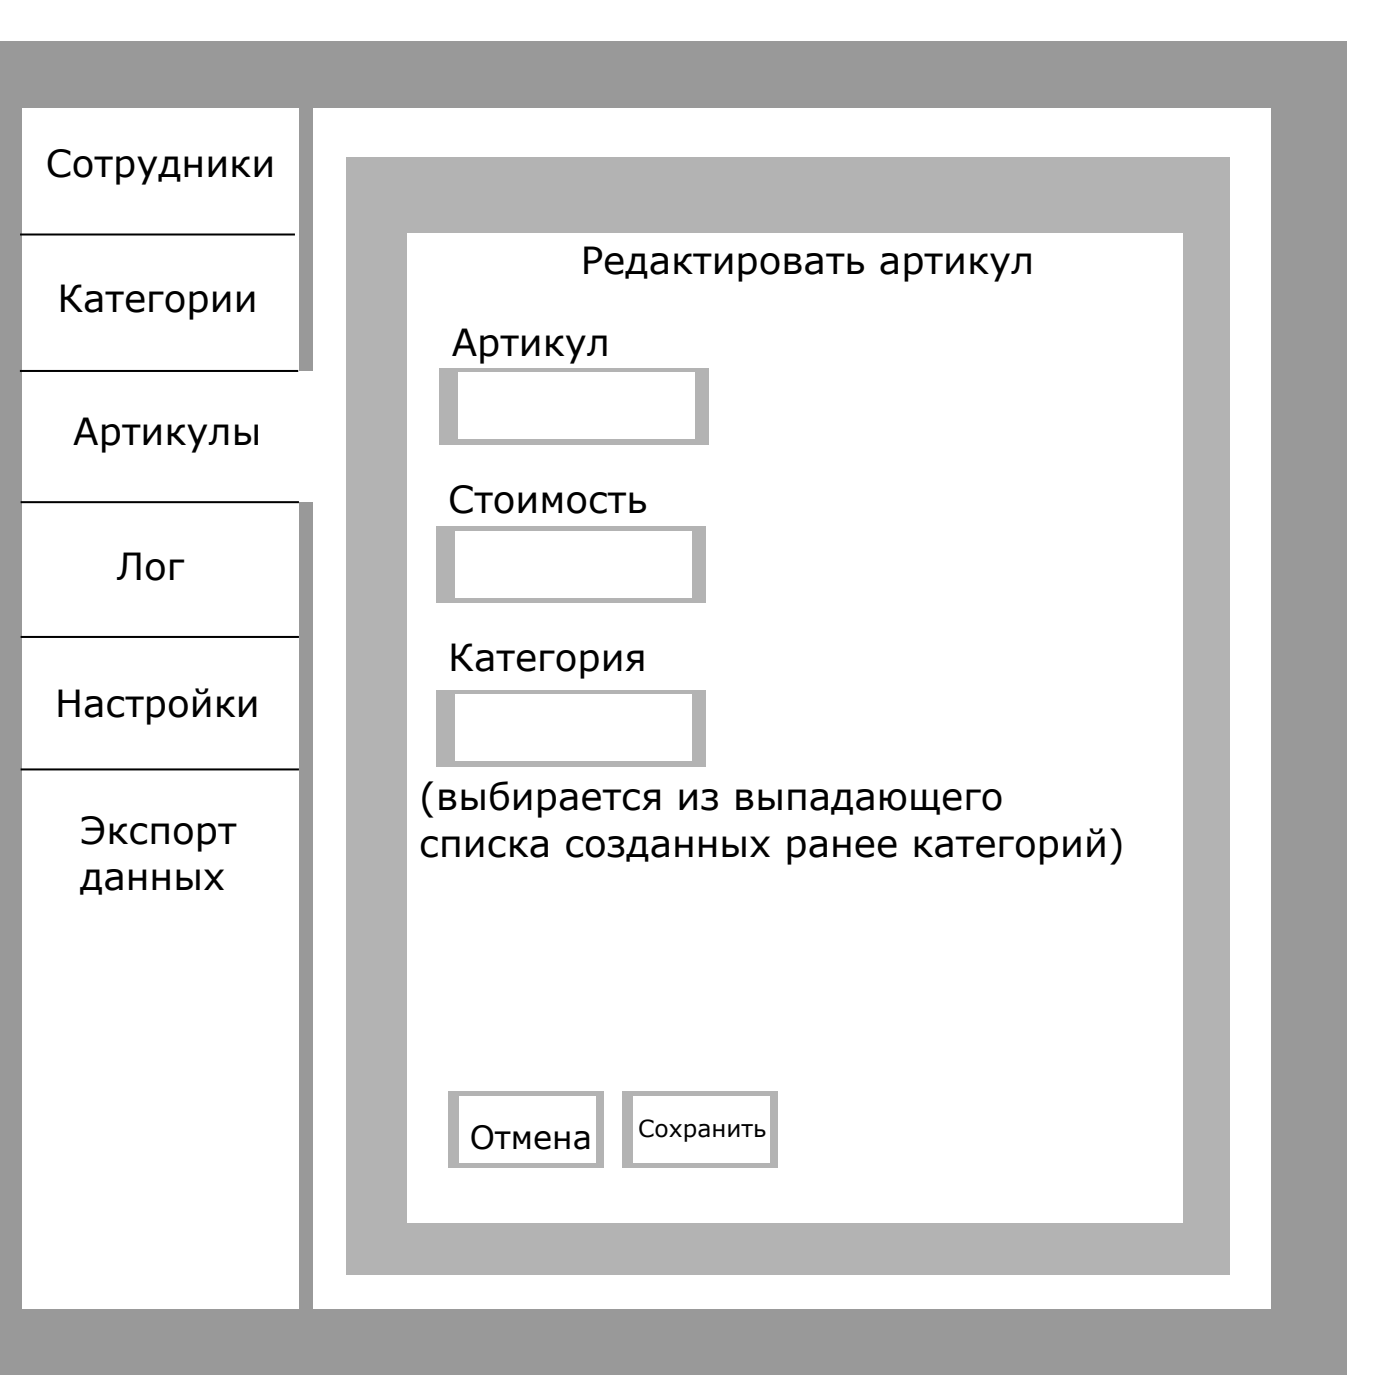 Сотрудники
Категории
Артикулы
Лог
Настройки
Экспорт
данных
Редактировать артикул
Артикул
Стоимость
Категория
(выбирается из выпадающего
списка созданных ранее категорий)
Отмена
Сохранить